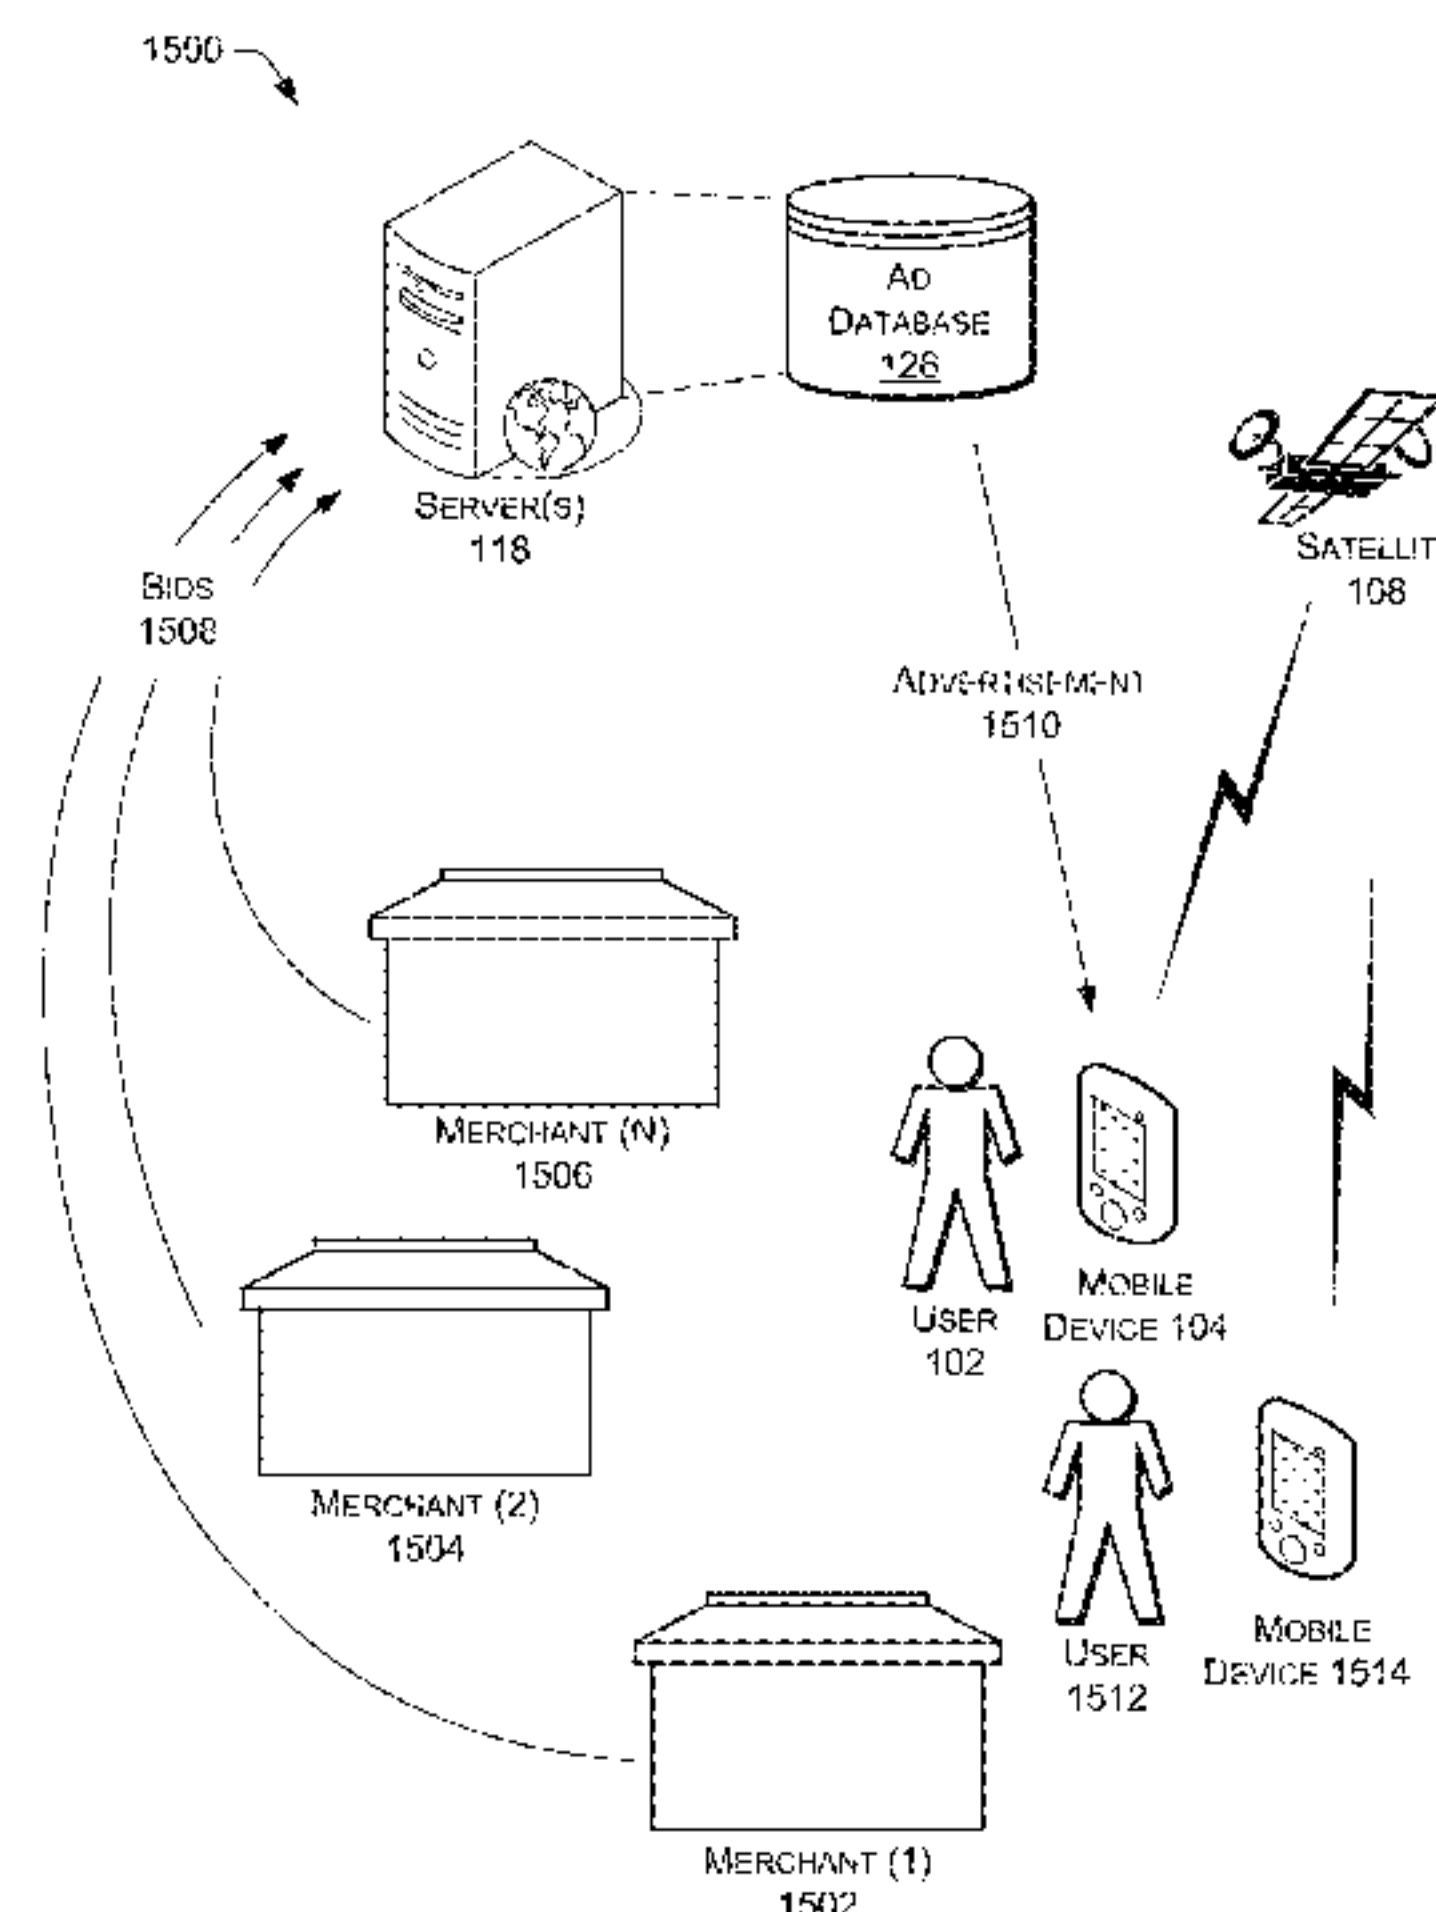 1500
AD
DATABASE
126
SERVER(S)
118
SATELLIT
108
BIDS
1508
ADVERTISEMENT
1510
MERCHANT (N)
1506
MOBILE
DEVICE 104
USER
102
MERCHANT (2)
1504
MOBILE
DEVICE 1514
USER
1512
MERCHANT (1)
1502